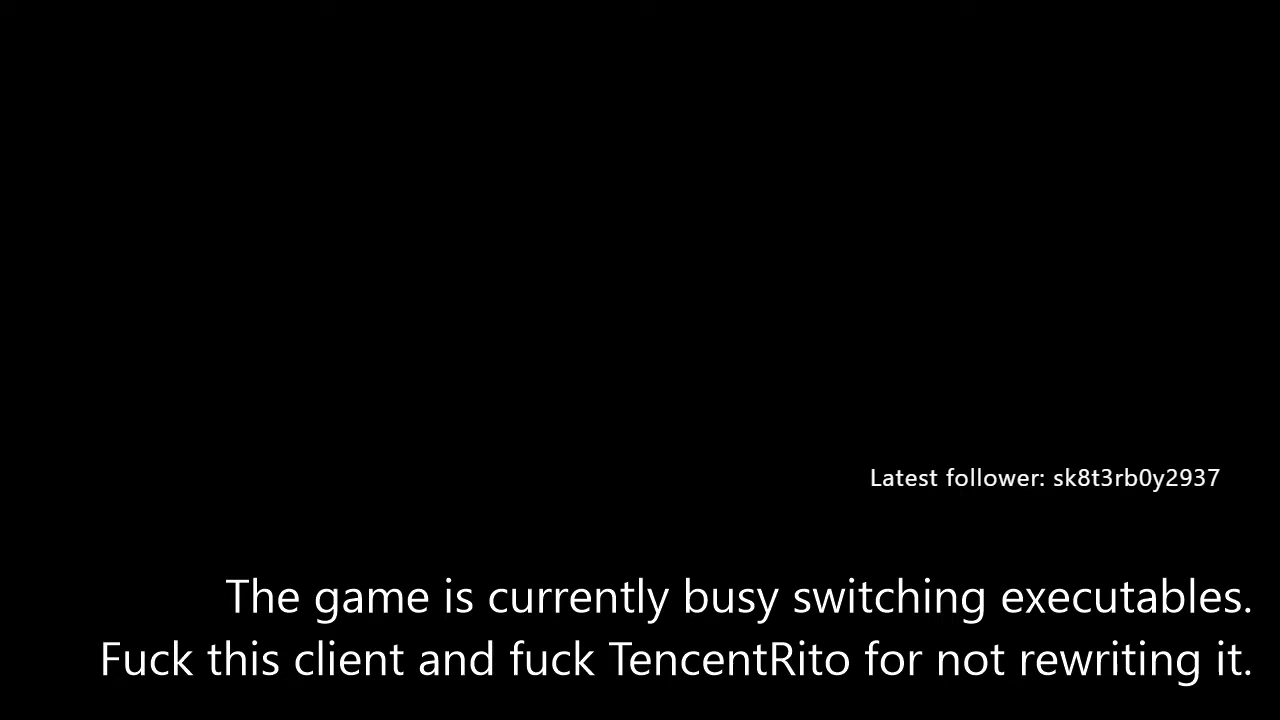 Latest follower: sk8t3rb0y2937
The game is currently busy switching executables.
Fuck this client and fuck TencentRito for not rewriting it.